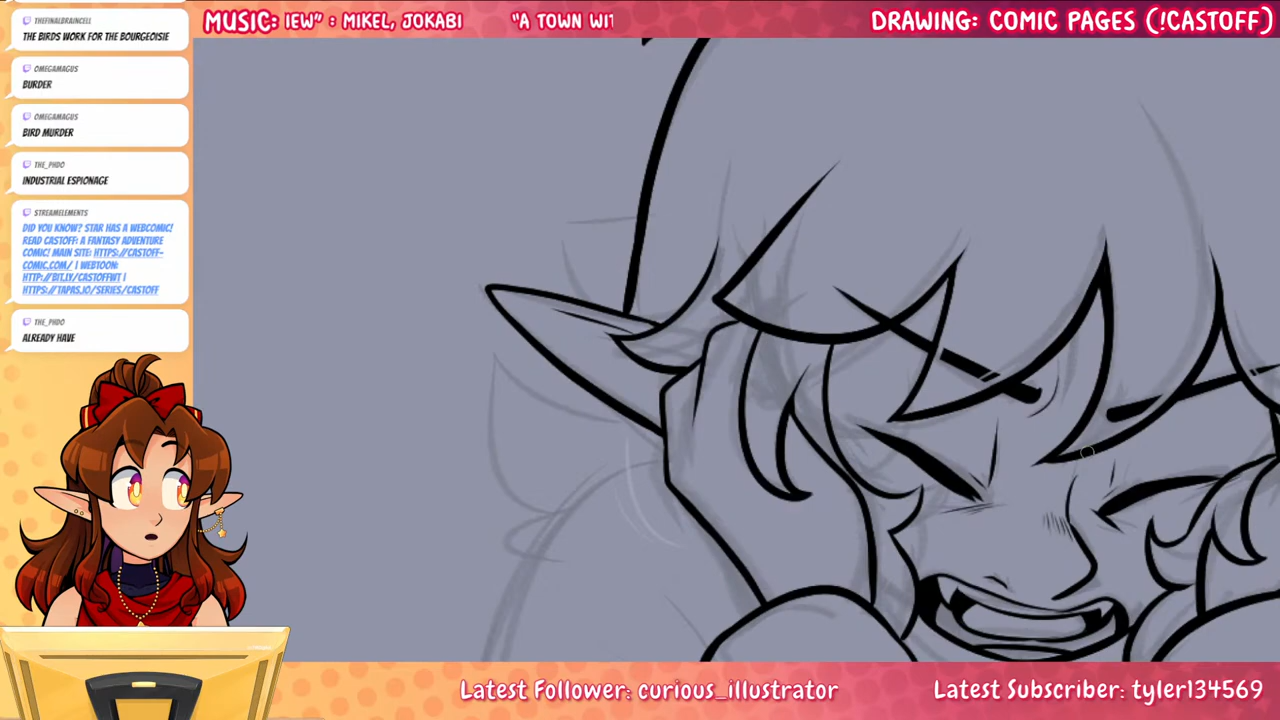 MUSIC: IEW" : MIKEL, JOKABI "A TOWN WIT
DRAWING: COMIC PAGES (!CASTOFF)
THEFINALBRAINCELL
THE BIRDS WORK FOR THE BOURGEOISIE
OMEGAMAGUS
BURDER
OMEGAMAGUS
BIRD MURDER
THE_PHDO
INDUSTRIAL ESPIONAGE
STREAMELEMENTS
DID YOU KNOW? STAR HAS A WEBCOMIC!
READ CASTOFF: A FANTASY ADVENTURE
COMIC! MAIN SITE: HTTPS://CASTOFF-
COMIC.COM/ | WEBTOON:
HTTP://BIT.LY/CASTOFFWT |
HTTPS://TAPAS.IO/SERIES/CASTOFF
THE_PHDO
ALREADY HAVE
Latest Follower: curious_illustrator
Latest Subscriber: tyler134569